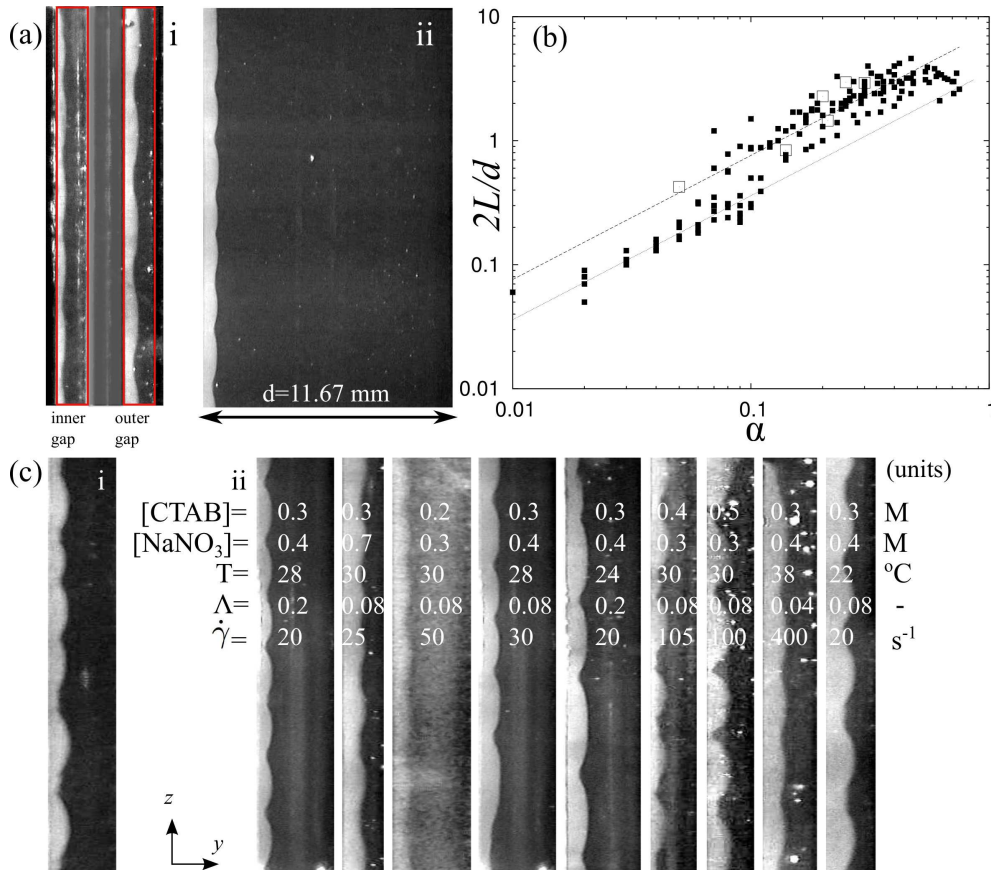 (a)
i
ii
inner gap
outer gap
d=11.67 mm
(b)
10
1
0.1
0.01
2L/d
0.01
0.1
1
α
(c)
i
ii
(units)
[CTAB]= 0.3 0.3 0.2 0.3 0.3 0.4 0.5 0.3 0.3 M
[NaNO₃]= 0.4 0.7 0.3 0.4 0.4 0.3 0.3 0.4 0.4 M
T= 28 30 30 28 24 30 30 38 22 ºC
Λ= 0.2 0.08 0.08 0.08 0.2 0.08 0.08 0.04 0.08 -
γ̇= 20 25 50 30 20 105 100 400 20 s⁻¹
z
y